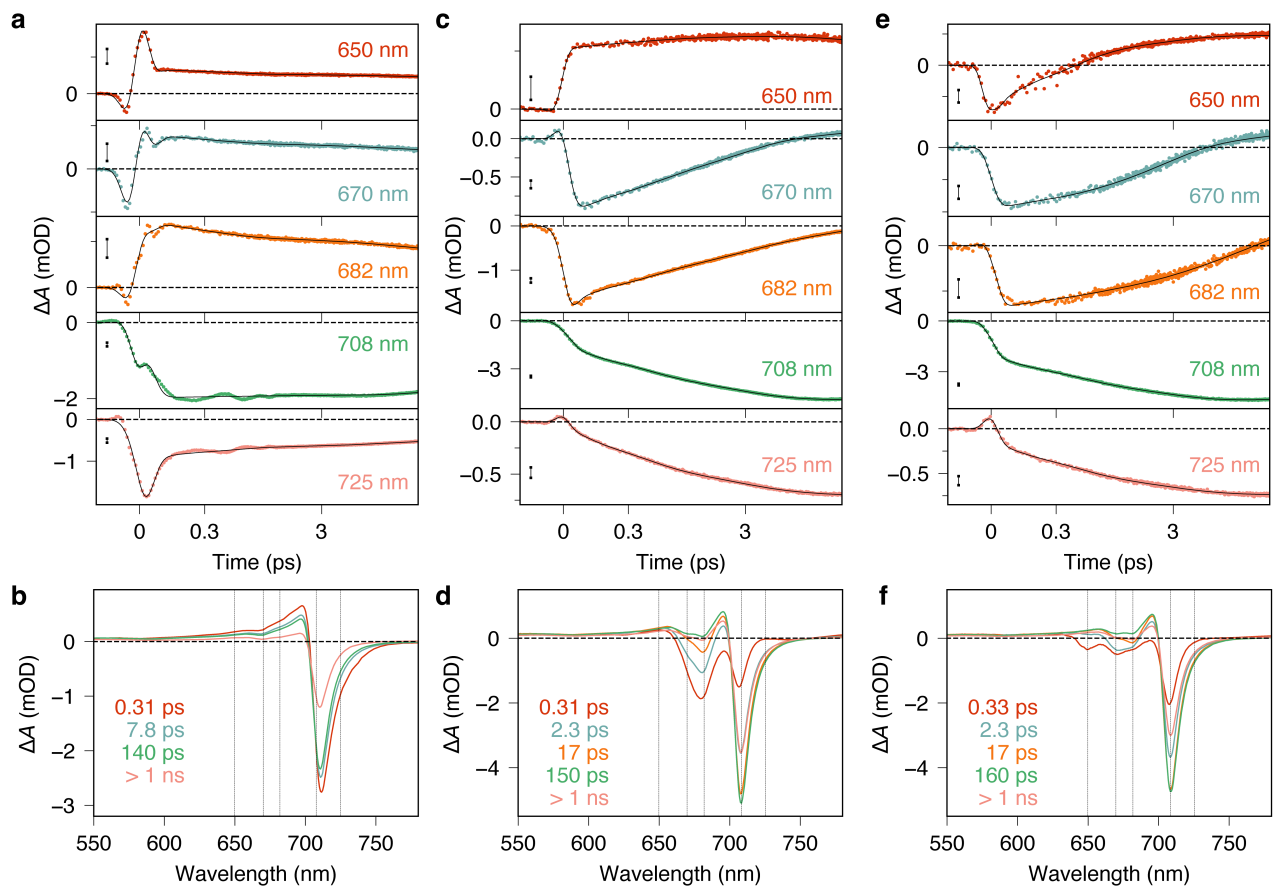 a
650 nm
0
670 nm
0
682 nm
0
ΔA (mOD)
0
708 nm
−2
0
−1
725 nm
0
0.3
3
Time (ps)
c
650 nm
0
0.0
−0.5
670 nm
0
−1
682 nm
ΔA (mOD)
0
−3
708 nm
0.0
−0.5
725 nm
0
0.3
3
Time (ps)
e
0
650 nm
0
670 nm
0
682 nm
ΔA (mOD)
0
−3
708 nm
0.0
−0.5
725 nm
0
0.3
3
Time (ps)
b
0
−1
−2
−3
ΔA (mOD)
0.31 ps
7.8 ps
140 ps
> 1 ns
550 600 650 700 750
Wavelength (nm)
d
0
−2
−4
ΔA (mOD)
0.31 ps
2.3 ps
17 ps
150 ps
> 1 ns
550 600 650 700 750
Wavelength (nm)
f
0
−2
−4
ΔA (mOD)
0.33 ps
2.3 ps
17 ps
160 ps
> 1 ns
550 600 650 700 750
Wavelength (nm)